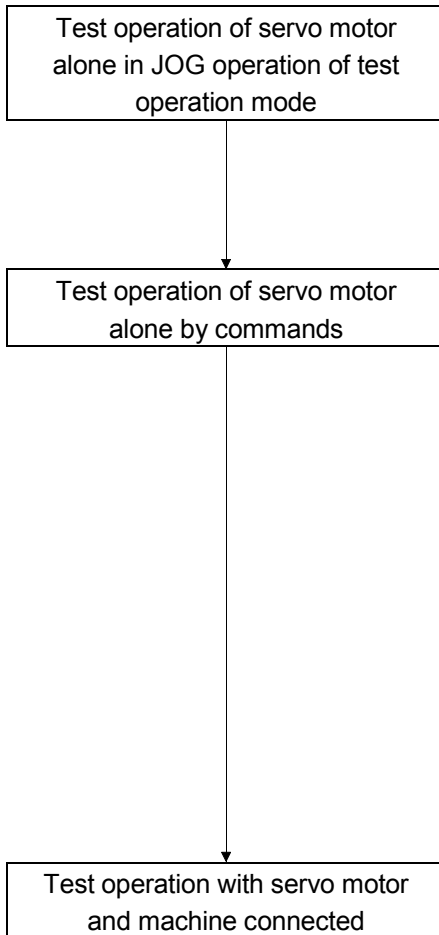 Test operation of servo motor
alone in JOG operation of test
operation mode
Test operation of servo motor
alone by commands
Test operation with servo motor
and machine connected